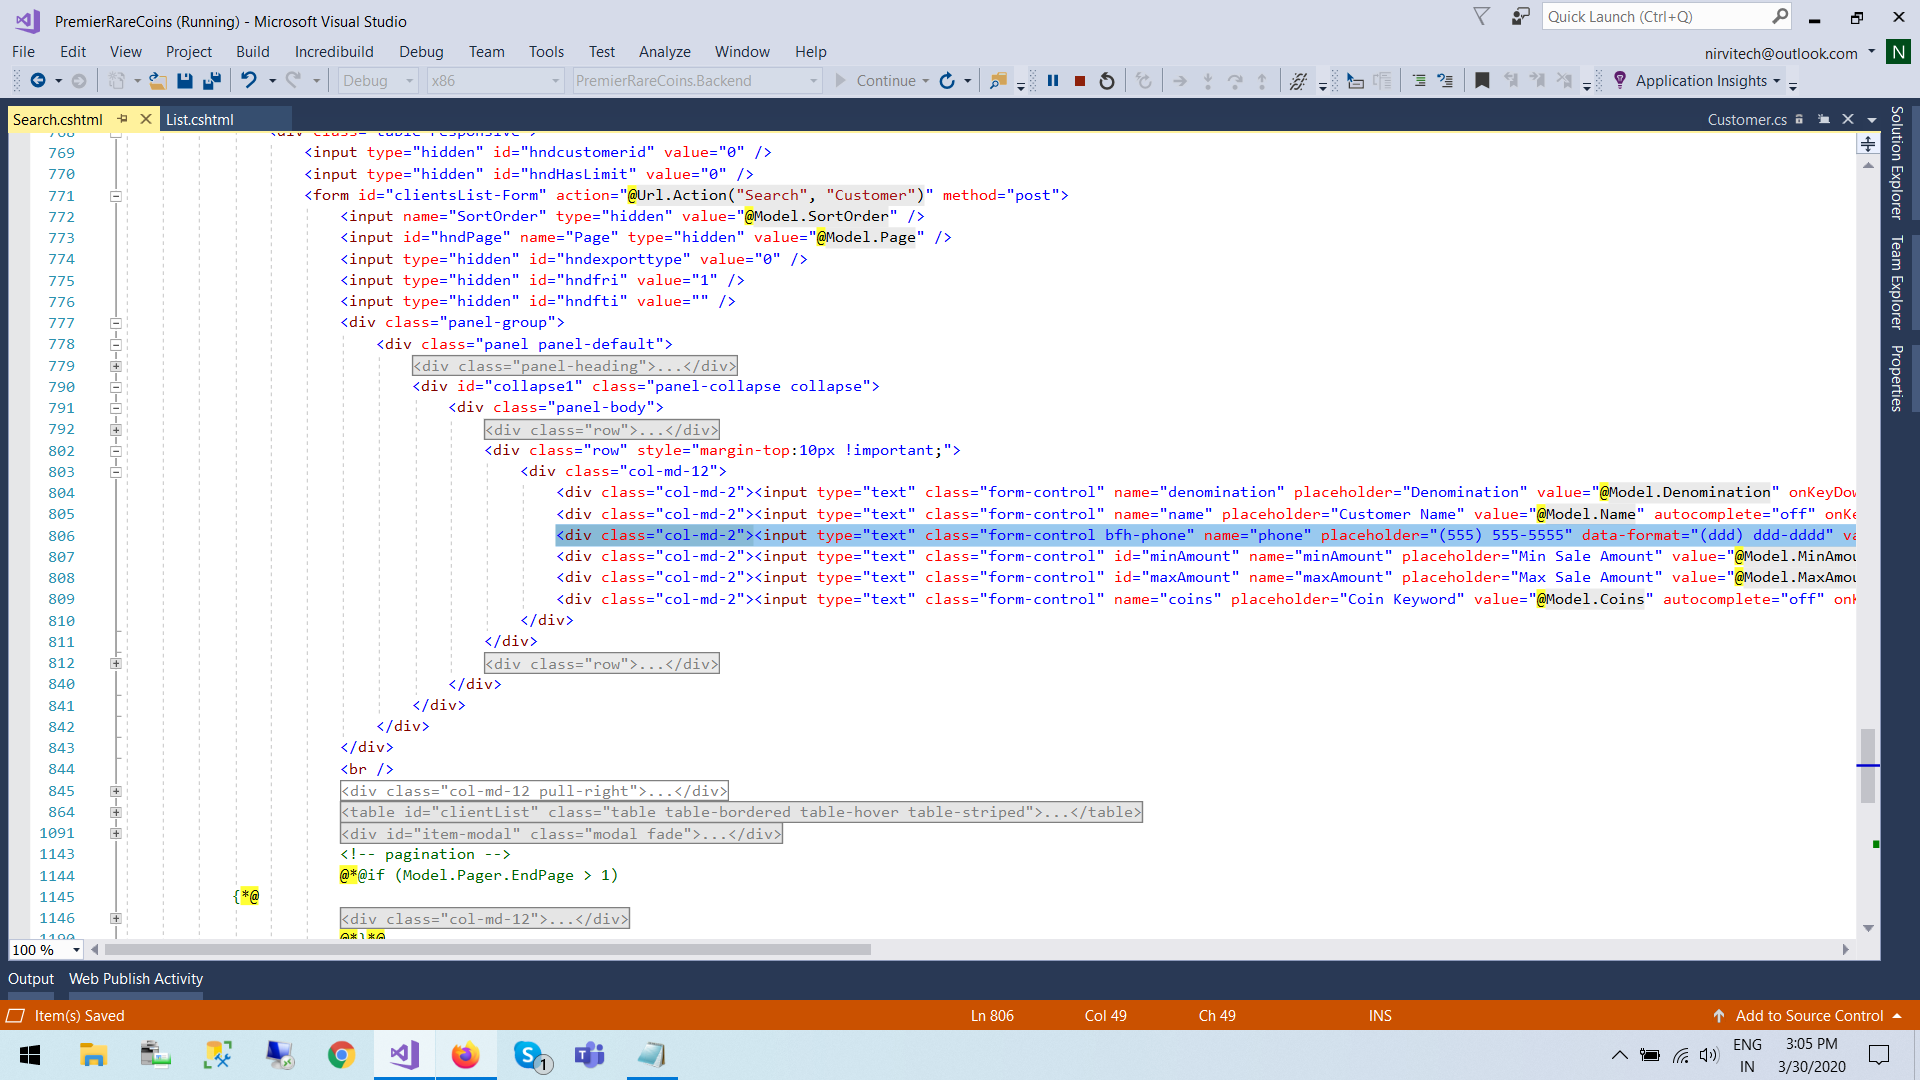 PremierRareCoins (Running) - Microsoft Visual Studio
Quick Launch (Ctrl+Q)
File Edit View Project Build Incredibuild Debug Team Tools Test Analyze Window Help
nirvitech@outlook.com N
Debug x86 PremierRareCoins.Backend Continue Application Insights
Search.cshtml List.cshtml Customer.cs
768 <div class="table-responsive">
769 <input type="hidden" id="hndcustomerid" value="0" />
770 <input type="hidden" id="hndHasLimit" value="0" />
771 <form id="clientsList-Form" action="@Url.Action("Search", "Customer")" method="post">
772 <input name="SortOrder" type="hidden" value="@Model.SortOrder" />
773 <input id="hndPage" name="Page" type="hidden" value="@Model.Page" />
774 <input type="hidden" id="hndexporttype" value="0" />
775 <input type="hidden" id="hndfri" value="1" />
776 <input type="hidden" id="hndfti" value="" />
777 <div class="panel-group">
778 <div class="panel panel-default">
779 <div class="panel-heading">...</div>
790 <div id="collapse1" class="panel-collapse collapse">
791 <div class="panel-body">
792 <div class="row">...</div>
802 <div class="row" style="margin-top:10px !important;">
803 <div class="col-md-12">
804 <div class="col-md-2"><input type="text" class="form-control" name="denomination" placeholder="Denomination" value="@Model.Denomination" onKeyDow
805 <div class="col-md-2"><input type="text" class="form-control" name="name" placeholder="Customer Name" value="@Model.Name" autocomplete="off" onKe
806 <div class="col-md-2"><input type="text" class="form-control bfh-phone" name="phone" placeholder="(555) 555-5555" data-format="(ddd) ddd-dddd" va
807 <div class="col-md-2"><input type="text" class="form-control" id="minAmount" name="minAmount" placeholder="Min Sale Amount" value="@Model.MinAmou
808 <div class="col-md-2"><input type="text" class="form-control" id="maxAmount" name="maxAmount" placeholder="Max Sale Amount" value="@Model.MaxAmou
809 <div class="col-md-2"><input type="text" class="form-control" name="coins" placeholder="Coin Keyword" value="@Model.Coins" autocomplete="off" onK
810 </div>
811 </div>
812 <div class="row">...</div>
840 </div>
841 </div>
842 </div>
843 </div>
844 <br />
845 <div class="col-md-12 pull-right">...</div>
864 <table id="clientList" class="table table-bordered table-hover table-striped">...</table>
1091 <div id="item-modal" class="modal fade">...</div>
1143 <!-- pagination -->
1144 @*@if (Model.Pager.EndPage > 1)
1145 {*@
1146 <div class="col-md-12">...</div>
1190 @*}*@
Solution Explorer
Team Explorer
Properties
100 %
Output Web Publish Activity
Item(s) Saved Ln 806 Col 49 Ch 49 INS Add to Source Control
1
ENG
IN
3:05 PM
3/30/2020